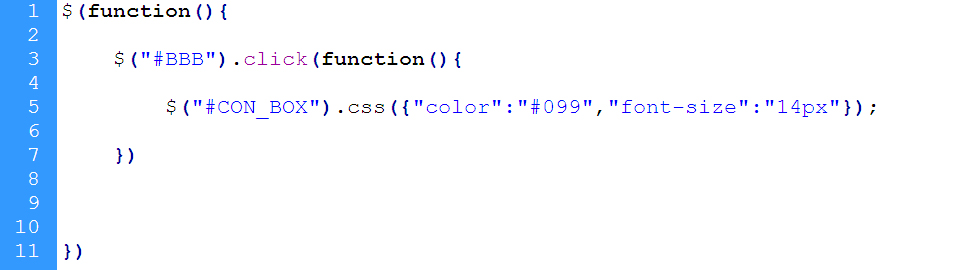 1 $(function(){
2
3 $("#BBB").click(function(){
4
5 $("#CON_BOX").css({"color":"#099","font-size":"14px"});
6
7 })
8
9
10
11 })